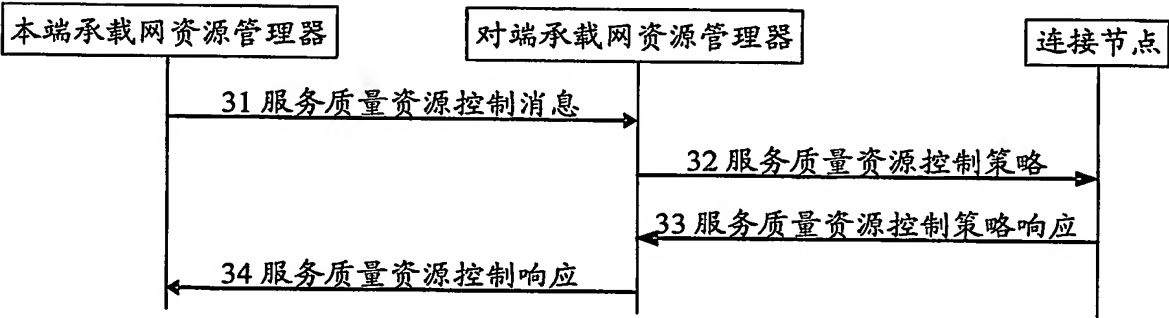 本端承载网资源管理器
对端承载网资源管理器
连接节点
31 服务质量资源控制消息
32 服务质量资源控制策略
33 服务质量资源控制策略响应
34 服务质量资源控制响应